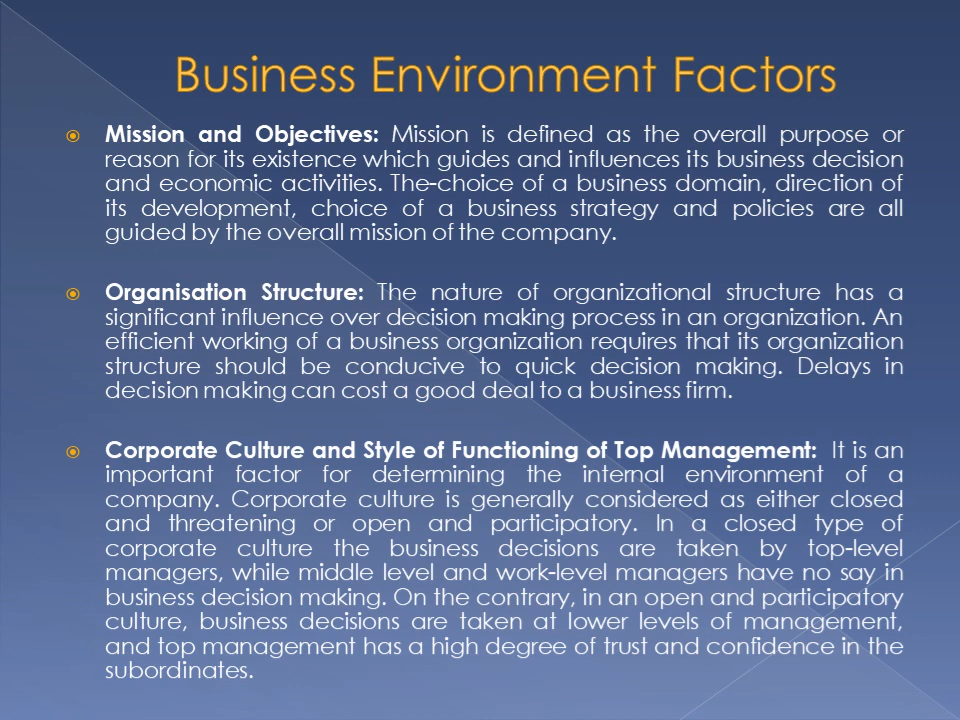 Business Environment Factors
Mission and Objectives: Mission is defined as the overall purpose or
reason for its existence which guides and influences its business decision
and economic activities. The-choice of a business domain, direction of
its development, choice of a business strategy and policies are all
guided by the overall mission of the company.
Organisation Structure: The nature of organizational structure has a
significant influence over decision making process in an organization. An
efficient working of a business organization requires that its organization
structure should be conducive to quick decision making. Delays in
decision making can cost a good deal to a business firm.
Corporate Culture and Style of Functioning of Top Management: It is an
important factor for determining the internal environment of a
company. Corporate culture is generally considered as either closed
and threatening or open and participatory. In a closed type of
corporate culture the business decisions are taken by top-level
managers, while middle level and work-level managers have no say in
business decision making. On the contrary, in an open and participatory
culture, business decisions are taken at lower levels of management,
and top management has a high degree of trust and confidence in the
subordinates.